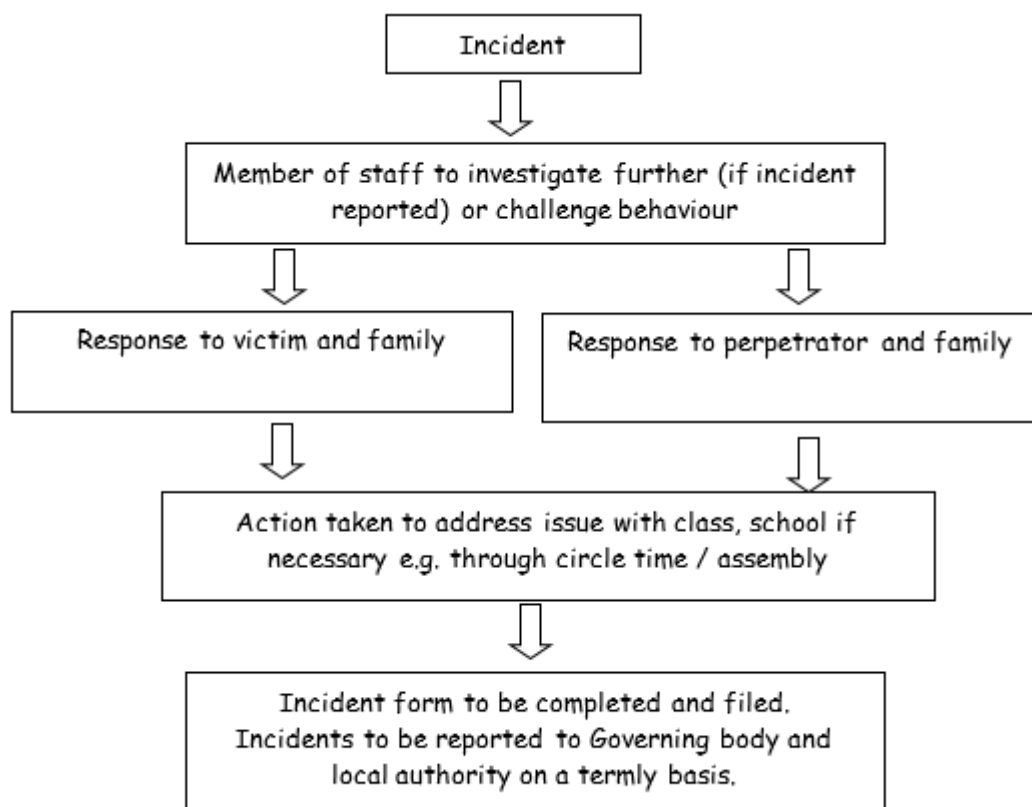 Incident
Member of staff to investigate further (if incident
reported) or challenge behaviour
Response to victim and family
Response to perpetrator and family
Action taken to address issue with class, school if
necessary e.g. through circle time / assembly
Incident form to be completed and filed.
Incidents to be reported to Governing body and
local authority on a termly basis.